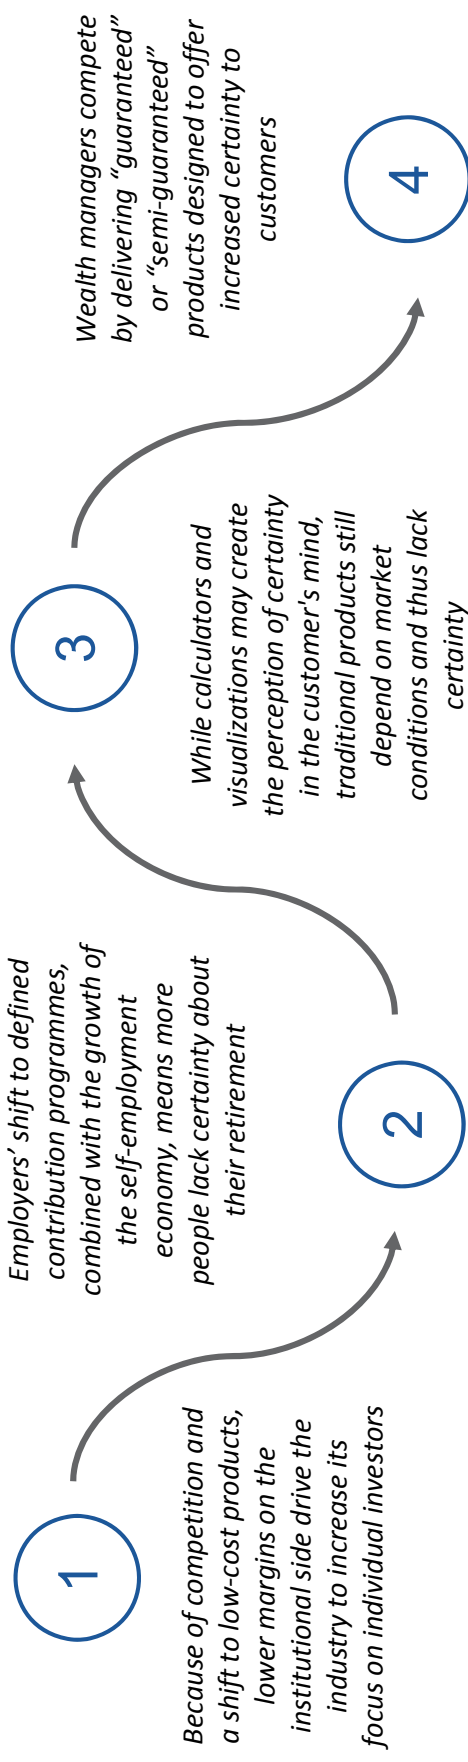 1
Because of competition and
a shift to low-cost products,
lower margins on the
institutional side drive the
industry to increase its
focus on individual investors
Employers’ shift to defined
contribution programmes,
combined with the growth of
the self-employment
economy, means more
people lack certainty about
their retirement
2
3
While calculators and
visualizations may create
the perception of certainty
in the customer's mind,
traditional products still
depend on market
conditions and thus lack
certainty
Wealth managers compete
by delivering “guaranteed”
or “semi-guaranteed”
products designed to offer
increased certainty to
customers
4